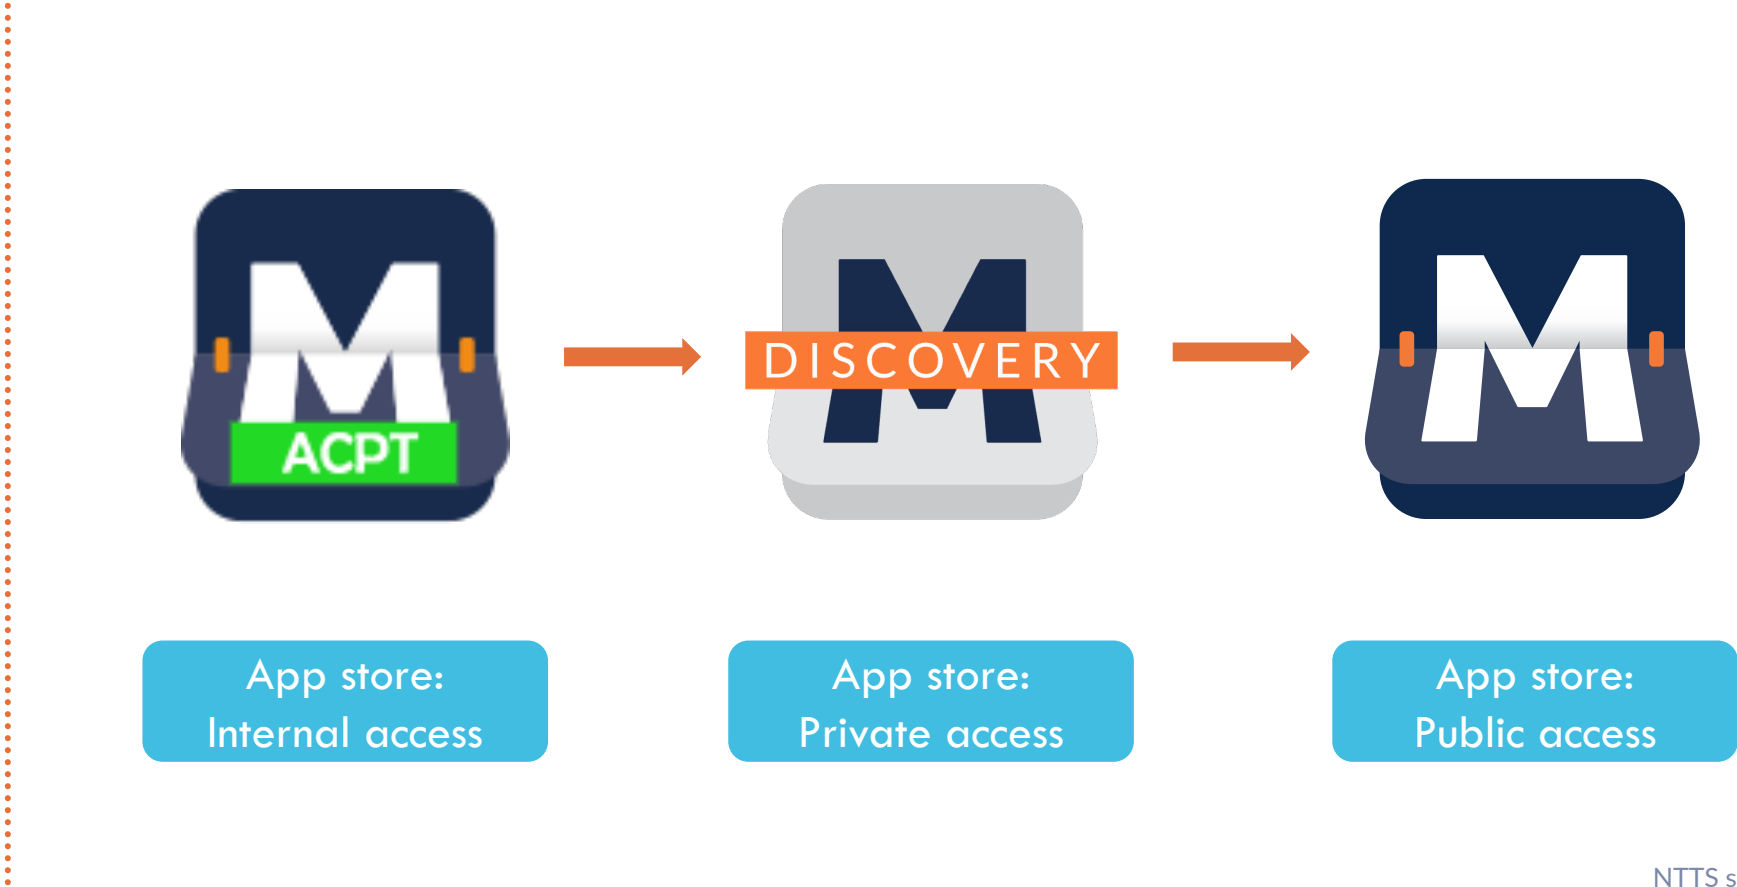 M
ACPT
M
DISCOVERY
M
App store:
Internal access
App store:
Private access
App store:
Public access
NTTS s